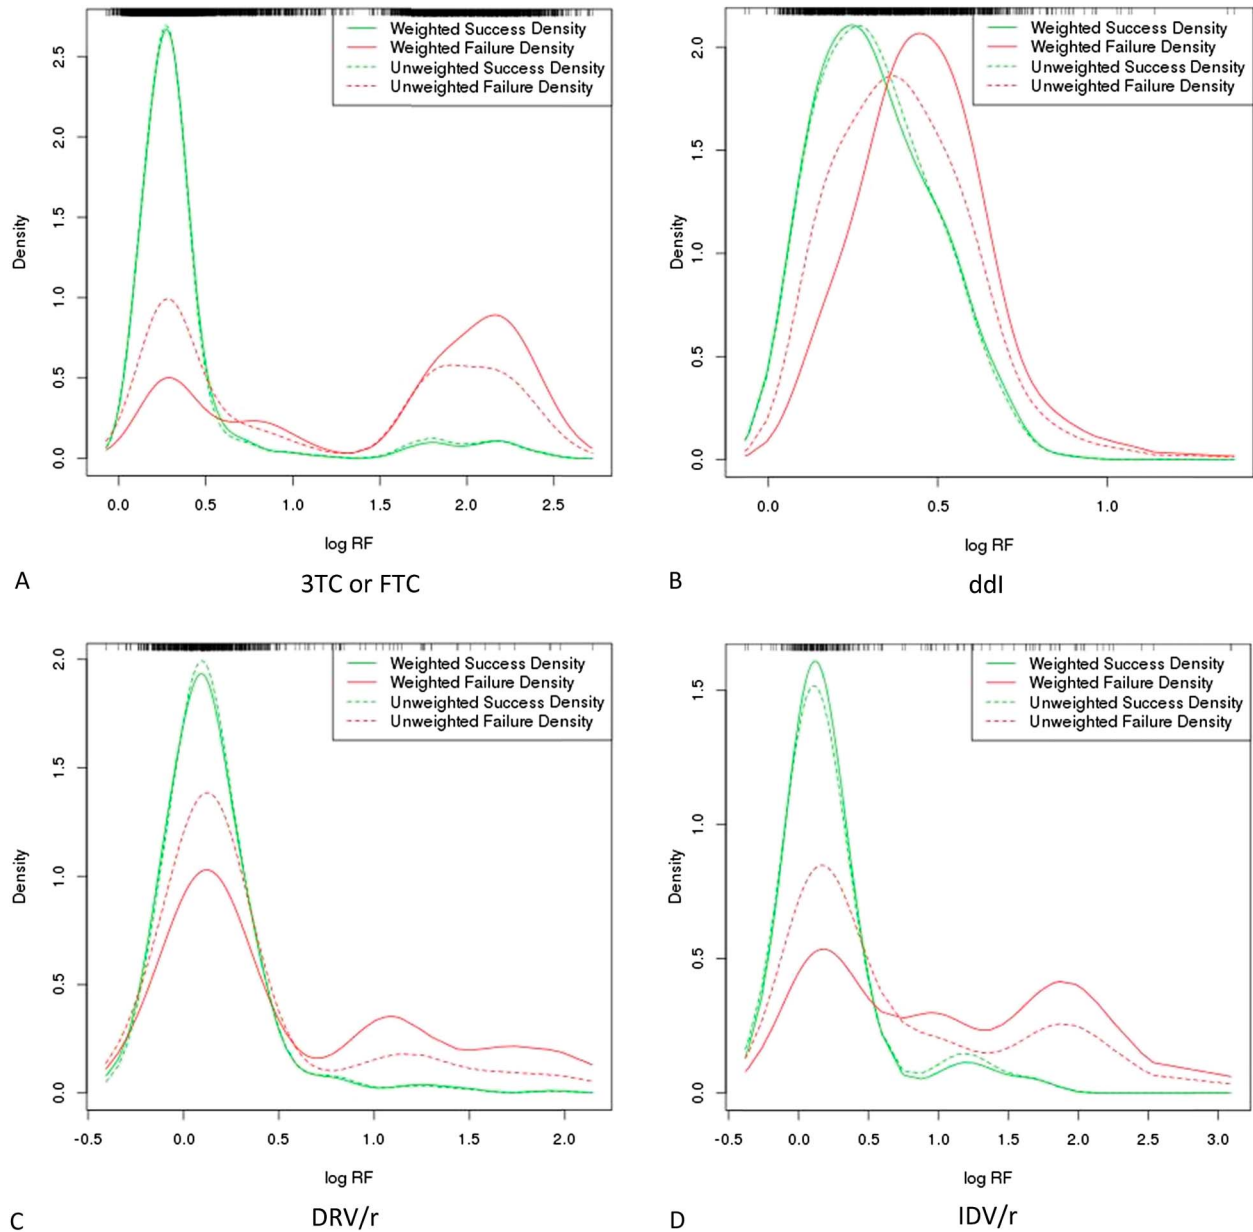 Weighted Success Density
Weighted Failure Density
Unweighted Success Density
Unweighted Failure Density
Density
0.0
0.5
1.0
1.5
2.0
2.5
0.0 0.5 1.0 1.5 2.0 2.5
log RF
A 3TC or FTC
Weighted Success Density
Weighted Failure Density
Unweighted Success Density
Unweighted Failure Density
Density
0.0
0.5
1.0
1.5
2.0
0.0 0.5 1.0
log RF
B ddI
Weighted Success Density
Weighted Failure Density
Unweighted Success Density
Unweighted Failure Density
Density
0.0
0.5
1.0
1.5
2.0
-0.5 0.0 0.5 1.0 1.5 2.0
log RF
C DRV/r
Weighted Success Density
Weighted Failure Density
Unweighted Success Density
Unweighted Failure Density
Density
0.0
0.5
1.0
1.5
-0.5 0.0 0.5 1.0 1.5 2.0 2.5 3.0
log RF
D IDV/r